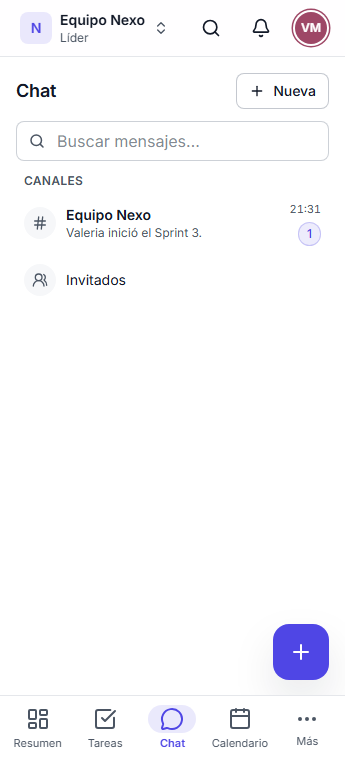 N
Equipo Nexo
Líder
VM
Chat
Nueva
Buscar mensajes...
CANALES
Equipo Nexo
21:31
Valeria inició el Sprint 3.
1
Invitados
Resumen
Tareas
Chat
Calendario
Más